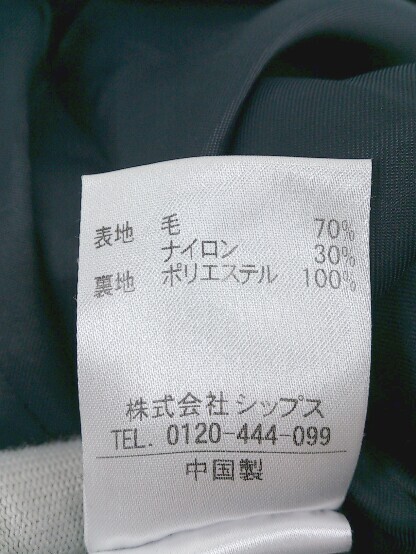 表地 毛 70%
ナイロン 30%
裏地 ポリエステル 100%
株式会社 シップス
TEL. 0120-444-099
中国製